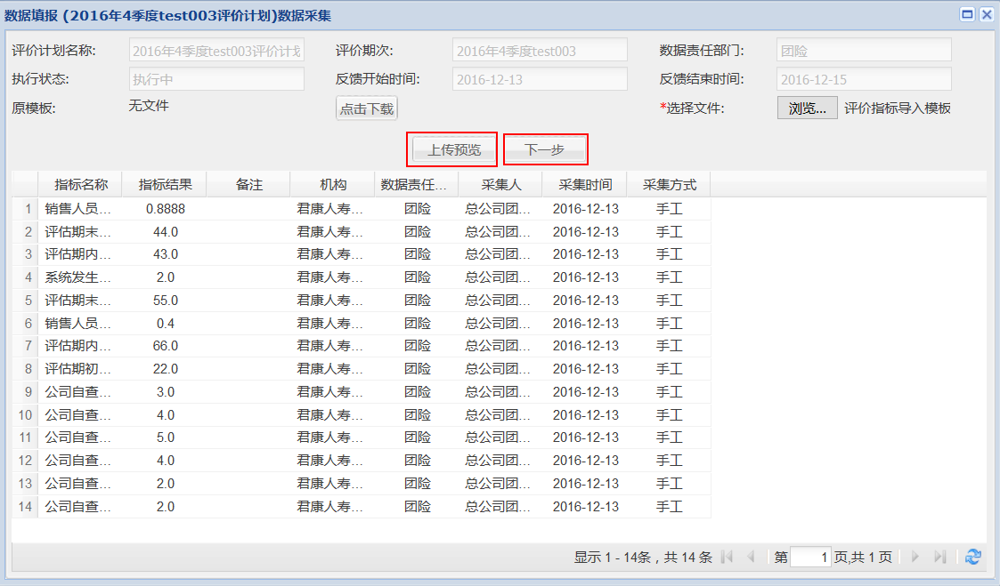 数据填报 (2016年4季度test003评价计划)数据采集
评价计划名称: 2016年4季度test003评价计划 评价期次: 2016年4季度test003 数据责任部门: 团险
执行状态: 执行中 反馈开始时间: 2016-12-13 反馈结束时间: 2016-12-15
原模板: 无文件 点击下载 *选择文件: 浏览... 评价指标导入模板
上传预览 下一步
指标名称 指标结果 备注 机构 数据责任... 采集人 采集时间 采集方式
1 销售人员... 0.8888 君康人寿... 团险 总公司团... 2016-12-13 手工
2 评估期末... 44.0 君康人寿... 团险 总公司团... 2016-12-13 手工
3 评估期内... 43.0 君康人寿... 团险 总公司团... 2016-12-13 手工
4 系统发生... 2.0 君康人寿... 团险 总公司团... 2016-12-13 手工
5 评估期末... 55.0 君康人寿... 团险 总公司团... 2016-12-13 手工
6 销售人员... 0.4 君康人寿... 团险 总公司团... 2016-12-13 手工
7 评估期内... 66.0 君康人寿... 团险 总公司团... 2016-12-13 手工
8 评估期初... 22.0 君康人寿... 团险 总公司团... 2016-12-13 手工
9 公司自查... 3.0 君康人寿... 团险 总公司团... 2016-12-13 手工
10 公司自查... 4.0 君康人寿... 团险 总公司团... 2016-12-13 手工
11 公司自查... 5.0 君康人寿... 团险 总公司团... 2016-12-13 手工
12 公司自查... 4.0 君康人寿... 团险 总公司团... 2016-12-13 手工
13 公司自查... 2.0 君康人寿... 团险 总公司团... 2016-12-13 手工
14 公司自查... 2.0 君康人寿... 团险 总公司团... 2016-12-13 手工
显示 1 - 14条，共 14 条 第 1 页,共 1 页